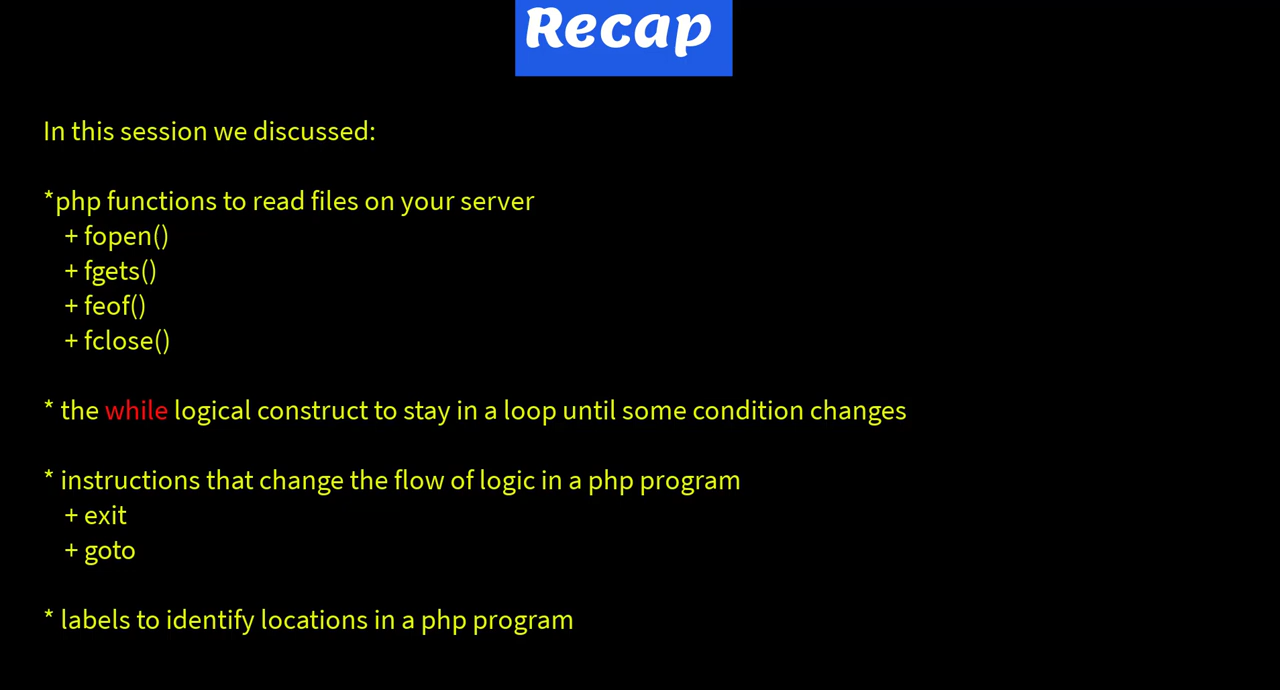 Recap
In this session we discussed:
*php functions to read files on your server
+ fopen()
+ fgets()
+ feof()
+ fclose()
* the while logical construct to stay in a loop until some condition changes
* instructions that change the flow of logic in a php program
+ exit
+ goto
* labels to identify locations in a php program